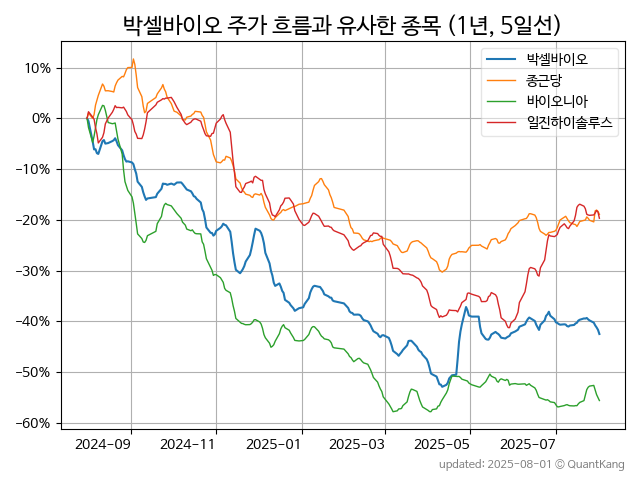 박셀바이오 주가 흐름과 유사한 종목 (1년, 5일선)
박셀바이오
종근당
바이오니아
일진하이솔루스
10%
0%
−10%
−20%
−30%
−40%
−50%
−60%
2024-09
2024-11
2025-01
2025-03
2025-05
2025-07
updated: 2025-08-01 © QuantKang